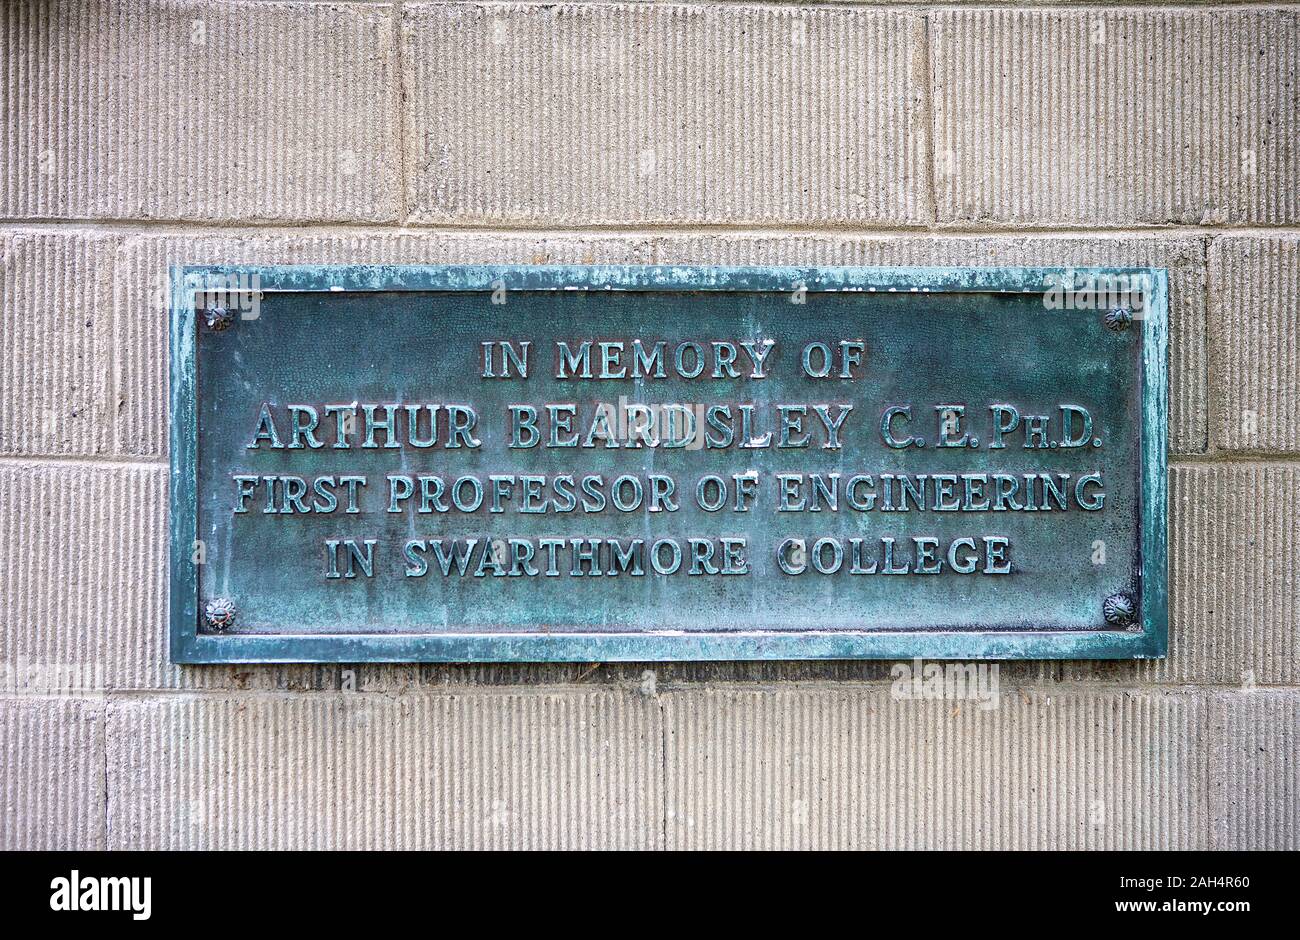 IN MEMORY OF
ARTHUR BEARDSLEY C.E. PH.D.
FIRST PROFESSOR OF ENGINEERING
IN SWARTHMORE COLLEGE
alamy
Image ID: 2AH4R60
www.alamy.com